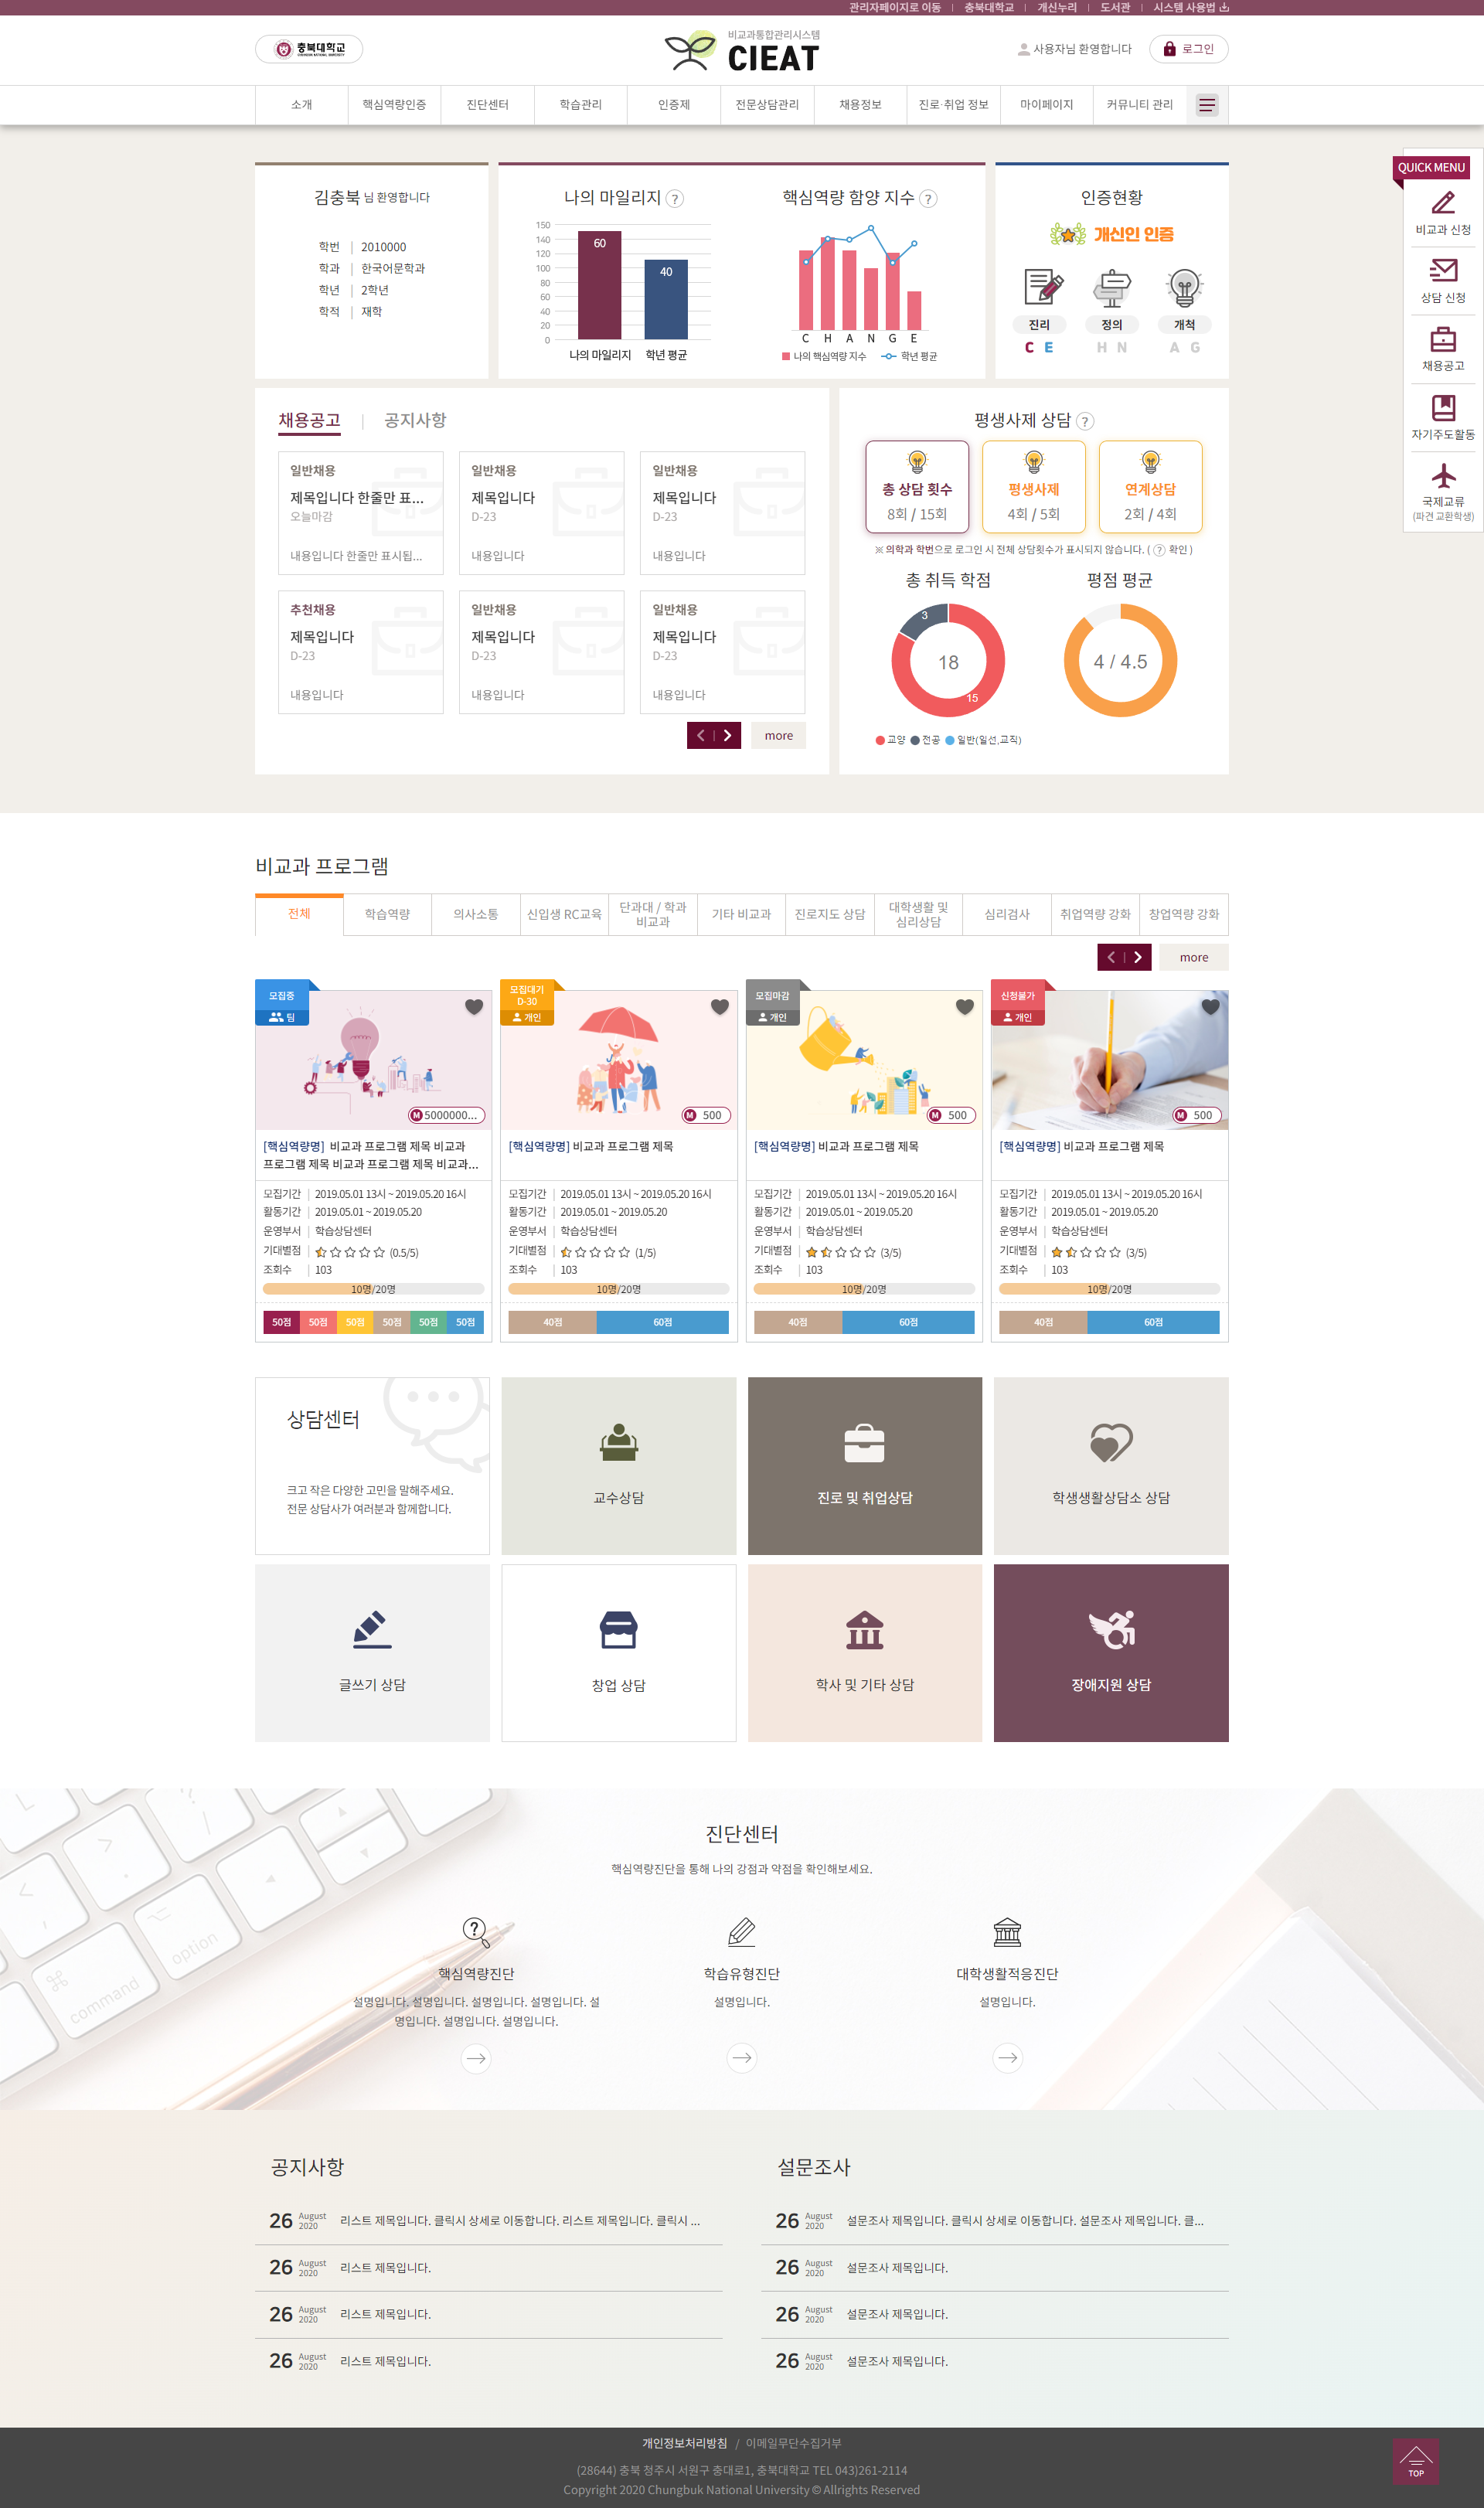 관리자페이지로 이동 | 충북대학교 | 개신누리 | 도서관 | 시스템 사용법
충북대학교
비교과통합관리시스템
CIEAT
사용자님 환영합니다
로그인
소개 핵심역량인증 진단센터 학습관리 인증제 전문상담관리 채용정보 진로·취업 정보 마이페이지 커뮤니티 관리
QUICK MENU
비교과 신청
상담 신청
채용공고
자기주도활동
국제교류
(파견 교환학생)
김충북 님 환영합니다
학번 | 2010000
학과 | 한국어문학과
학년 | 2학년
학적 | 재학
나의 마일리지 ?
150
140
120
100
80
60
40
20
0
60
40
나의 마일리지 학년 평균
핵심역량 함양 지수 ?
C H A N G E
나의 핵심역량 지수 학년 평균
인증현황
개신인 인증
진리 정의 개척
C E H N A G
채용공고 | 공지사항
일반채용
제목입니다 한줄만 표...
오늘마감
내용입니다 한줄만 표시됩...
일반채용
제목입니다
D-23
내용입니다
일반채용
제목입니다
D-23
내용입니다
추천채용
제목입니다
D-23
내용입니다
일반채용
제목입니다
D-23
내용입니다
일반채용
제목입니다
D-23
내용입니다
more
평생사제 상담 ?
총 상담 횟수
8회 / 15회
평생사제
4회 / 5회
연계상담
2회 / 4회
※ 의학과 학번으로 로그인 시 전체 상담횟수가 표시되지 않습니다. ( ? 확인 )
총 취득 학점
3
18
15
교양 전공 일반(일선,교직)
평점 평균
4 / 4.5
비교과 프로그램
전체 학습역량 의사소통 신입생 RC교육 단과대 / 학과 비교과 기타 비교과 진로지도 상담 대학생활 및 심리상담 심리검사 취업역량 강화 창업역량 강화
more
모집중
팀
M 5000000...
[핵심역량명] 비교과 프로그램 제목 비교과
프로그램 제목 비교과 프로그램 제목 비교과...
모집기간 | 2019.05.01 13시 ~ 2019.05.20 16시
활동기간 | 2019.05.01 ~ 2019.05.20
운영부서 | 학습상담센터
기대별점 | (0.5/5)
조회수 | 103
10명/20명
50점 50점 50점 50점 50점 50점
모집대기
D-30
개인
M 500
[핵심역량명] 비교과 프로그램 제목
모집기간 | 2019.05.01 13시 ~ 2019.05.20 16시
활동기간 | 2019.05.01 ~ 2019.05.20
운영부서 | 학습상담센터
기대별점 | (1/5)
조회수 | 103
10명/20명
40점 60점
모집마감
개인
M 500
[핵심역량명] 비교과 프로그램 제목
모집기간 | 2019.05.01 13시 ~ 2019.05.20 16시
활동기간 | 2019.05.01 ~ 2019.05.20
운영부서 | 학습상담센터
기대별점 | (3/5)
조회수 | 103
10명/20명
40점 60점
신청불가
개인
M 500
[핵심역량명] 비교과 프로그램 제목
모집기간 | 2019.05.01 13시 ~ 2019.05.20 16시
활동기간 | 2019.05.01 ~ 2019.05.20
운영부서 | 학습상담센터
기대별점 | (3/5)
조회수 | 103
10명/20명
40점 60점
상담센터
크고 작은 다양한 고민을 말해주세요.
전문 상담사가 여러분과 함께합니다.
교수상담
진로 및 취업상담
학생생활상담소 상담
글쓰기 상담
창업 상담
학사 및 기타 상담
장애지원 상담
option
command
진단센터
핵심역량진단을 통해 나의 강점과 약점을 확인해보세요.
핵심역량진단
설명입니다. 설명입니다. 설명입니다. 설명입니다. 설
명입니다. 설명입니다. 설명입니다.
학습유형진단
설명입니다.
대학생활적응진단
설명입니다.
공지사항
26 August 2020 리스트 제목입니다. 클릭시 상세로 이동합니다. 리스트 제목입니다. 클릭시 ...
26 August 2020 리스트 제목입니다.
26 August 2020 리스트 제목입니다.
26 August 2020 리스트 제목입니다.
설문조사
26 August 2020 설문조사 제목입니다. 클릭시 상세로 이동합니다. 설문조사 제목입니다. 클...
26 August 2020 설문조사 제목입니다.
26 August 2020 설문조사 제목입니다.
26 August 2020 설문조사 제목입니다.
개인정보처리방침 / 이메일무단수집거부
(28644) 충북 청주시 서원구 충대로1, 충북대학교 TEL 043)261-2114
Copyright 2020 Chungbuk National University © Allrights Reserved
TOP